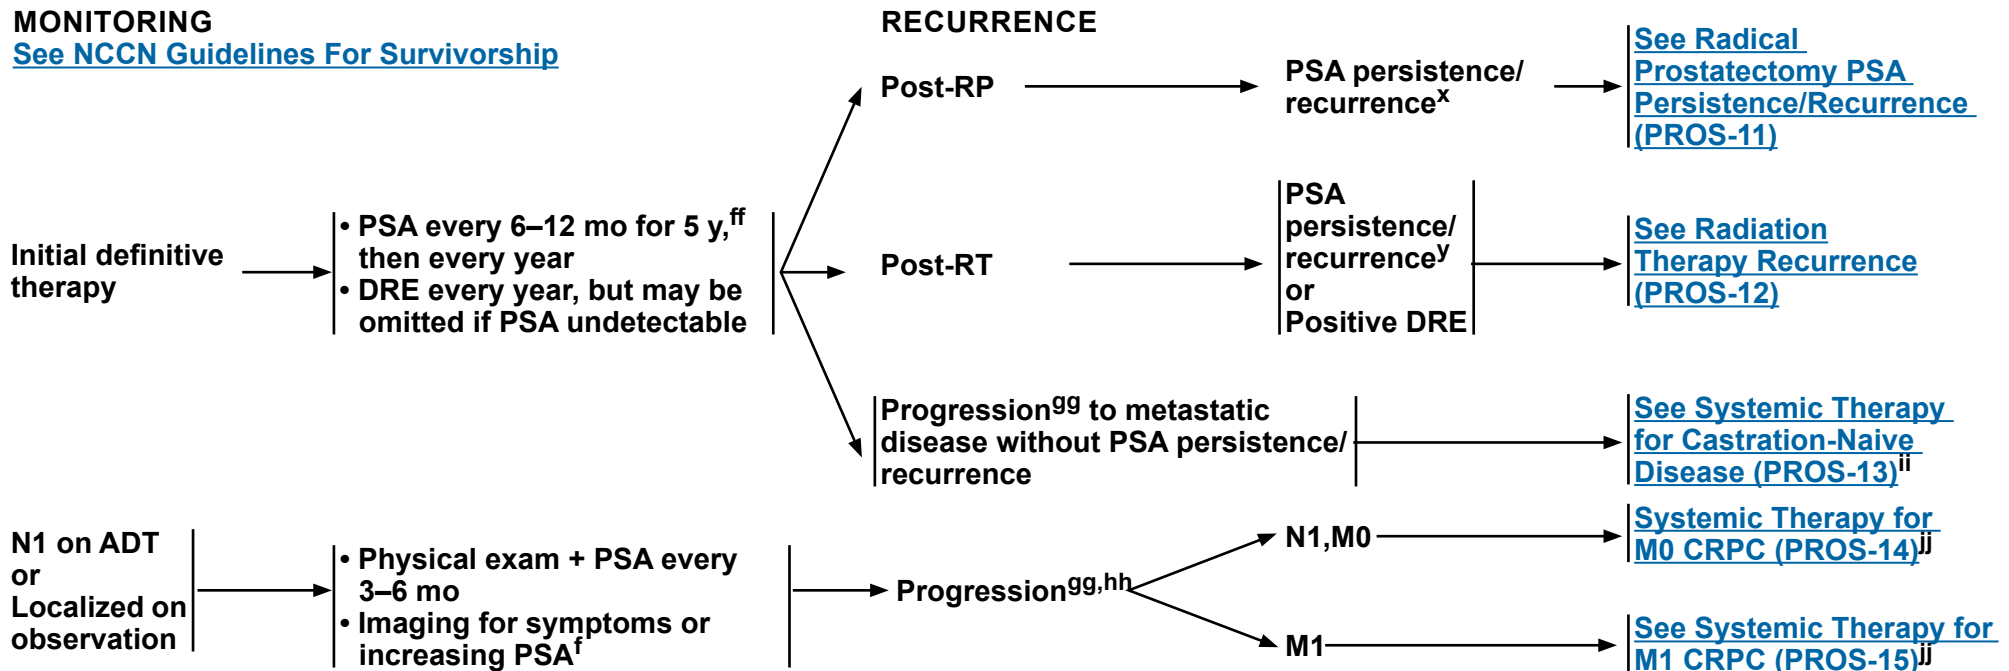 MONITORING
See NCCN Guidelines For Survivorship
RECURRENCE
Initial definitive
therapy
• PSA every 6–12 mo for 5 y,ff
then every year
• DRE every year, but may be
omitted if PSA undetectable
Post-RP
PSA persistence/
recurrencex
See Radical
Prostatectomy PSA
Persistence/Recurrence
(PROS-11)
Post-RT
PSA
persistence/
recurrencey
or
Positive DRE
See Radiation
Therapy Recurrence
(PROS-12)
Progressiongg to metastatic
disease without PSA persistence/
recurrence
See Systemic Therapy
for Castration-Naive
Disease (PROS-13)ii
N1 on ADT
or
Localized on
observation
• Physical exam + PSA every
3–6 mo
• Imaging for symptoms or
increasing PSAf
Progressiongg,hh
N1,M0
Systemic Therapy for
M0 CRPC (PROS-14)jj
M1
See Systemic Therapy for
M1 CRPC (PROS-15)jj